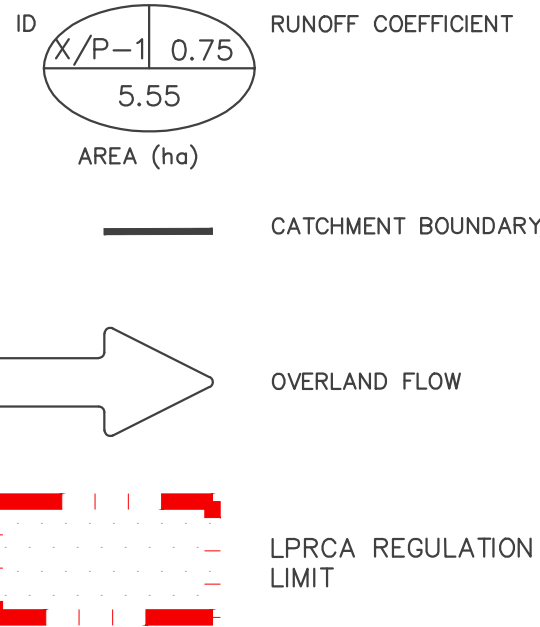 ID
RUNOFF COEFFICIENT
X/P-1 0.75
5.55
AREA (ha)
CATCHMENT BOUNDARY
OVERLAND FLOW
LPRCA REGULATION
LIMIT